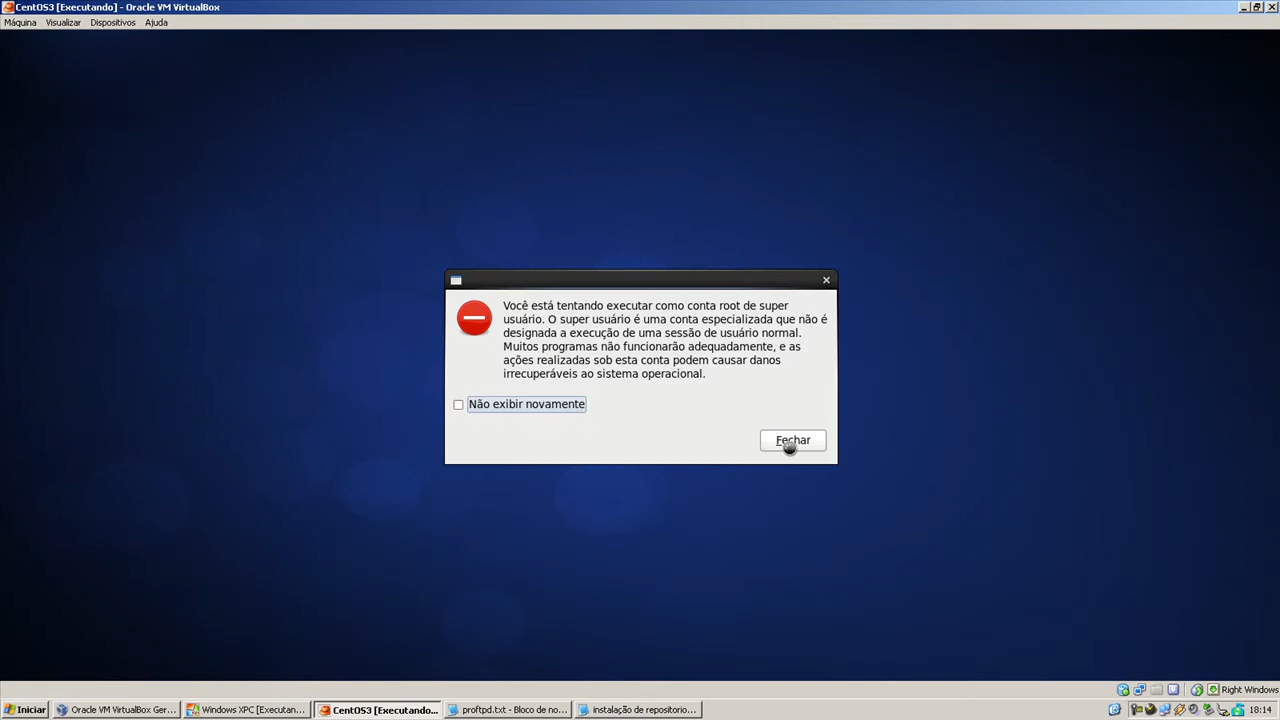 CentOS3 [Executando] - Oracle VM VirtualBox
Máquina Visualizar Dispositivos Ajuda
Você está tentando executar como conta root de super
usuário. O super usuário é uma conta especializada que não é
designada a execução de uma sessão de usuário normal.
Muitos programas não funcionarão adequadamente, e as
ações realizadas sob esta conta podem causar danos
irrecuperáveis ao sistema operacional.
Não exibir novamente
Fechar
Right Windows
Iniciar Oracle VM VirtualBox Ger... Windows XPC [Executan... CentOS3 [Executando... proftpd.txt - Bloco de no... instalação de repositorio... 18:14